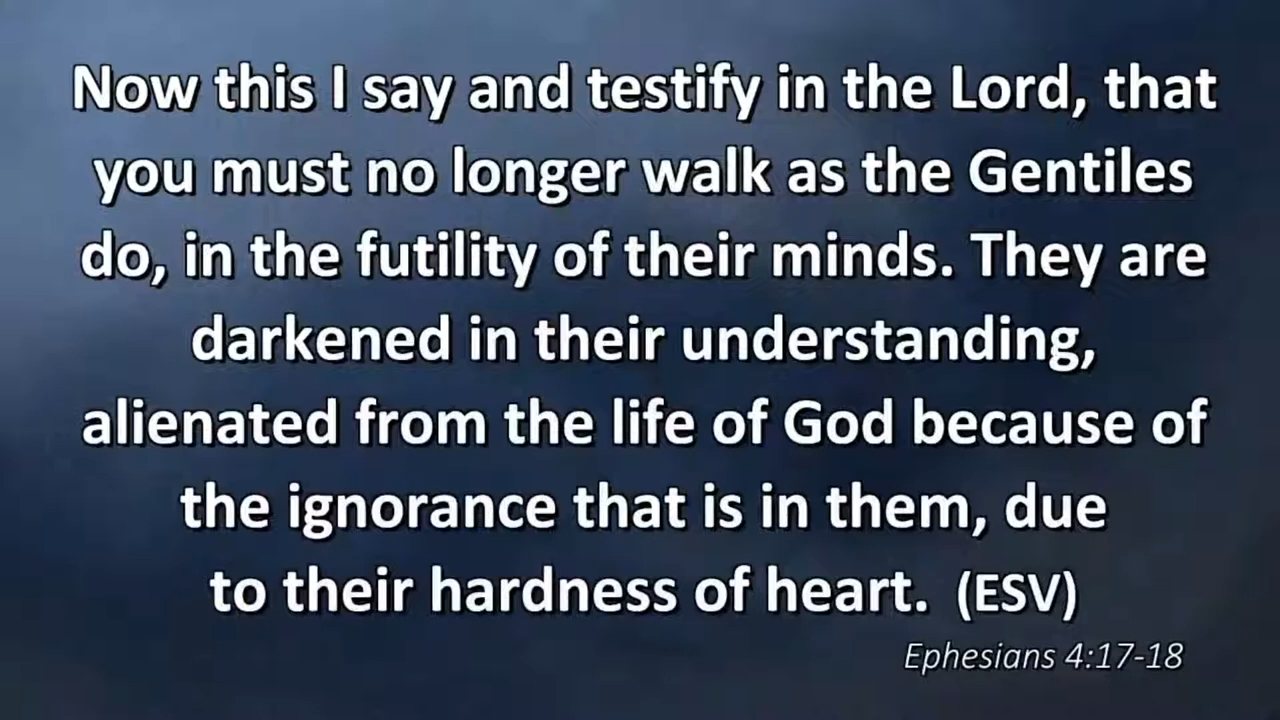 Now this I say and testify in the Lord, that
you must no longer walk as the Gentiles
do, in the futility of their minds. They are
darkened in their understanding,
alienated from the life of God because of
the ignorance that is in them, due
to their hardness of heart. (ESV)
Ephesians 4:17-18